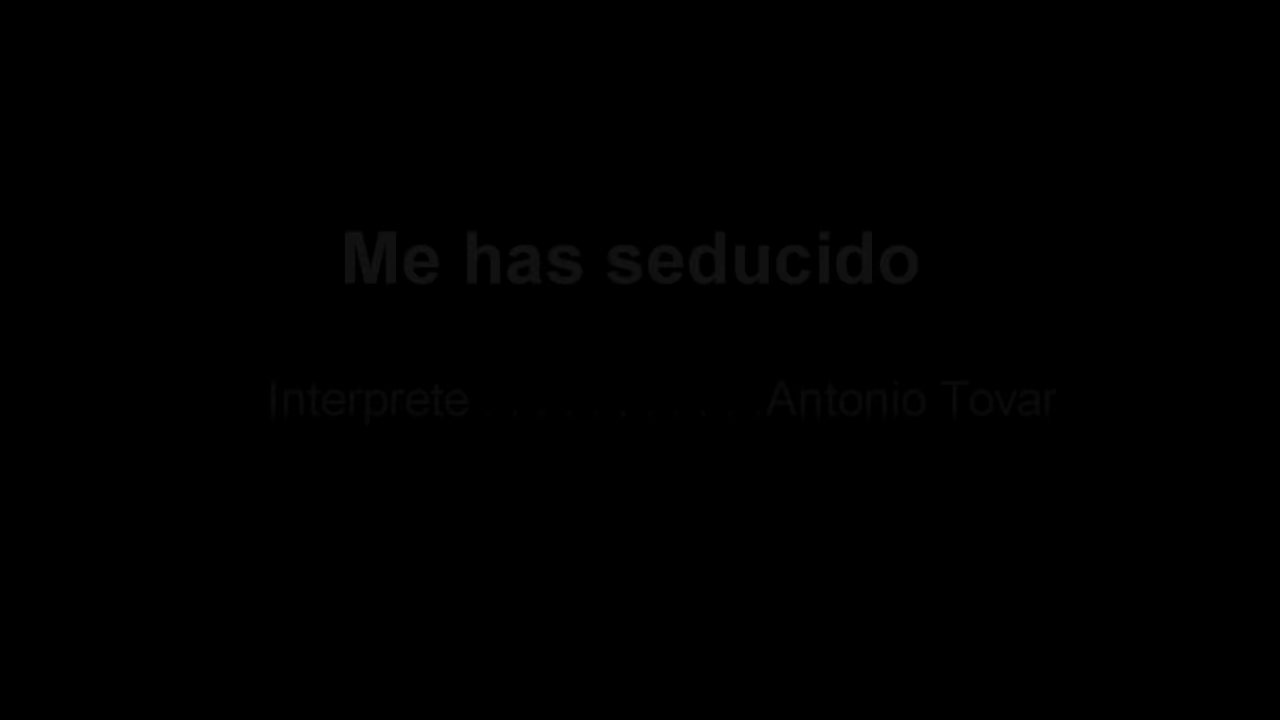 Me has seducido
Interprete . . . . . . . . . . .Antonio Tovar